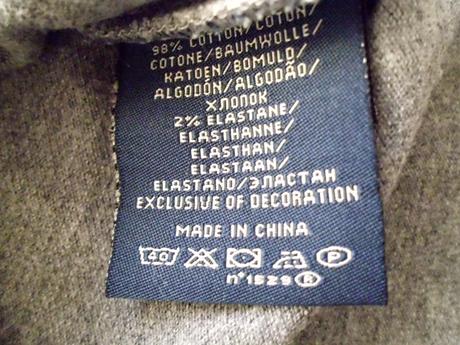 98% COTTON/COTON/
COTONE/BAUMWOLLE/
KATOEN/BOMULD/
ALGODÓN/ALGODÃO/
ХЛОПОК
2% ELASTANE/
ELASTHANNE/
ELASTHAN/
ELASTAAN/
ELASTANO/ЭЛАСТАН
EXCLUSIVE OF DECORATION
MADE IN CHINA
40 P
n°1529 R